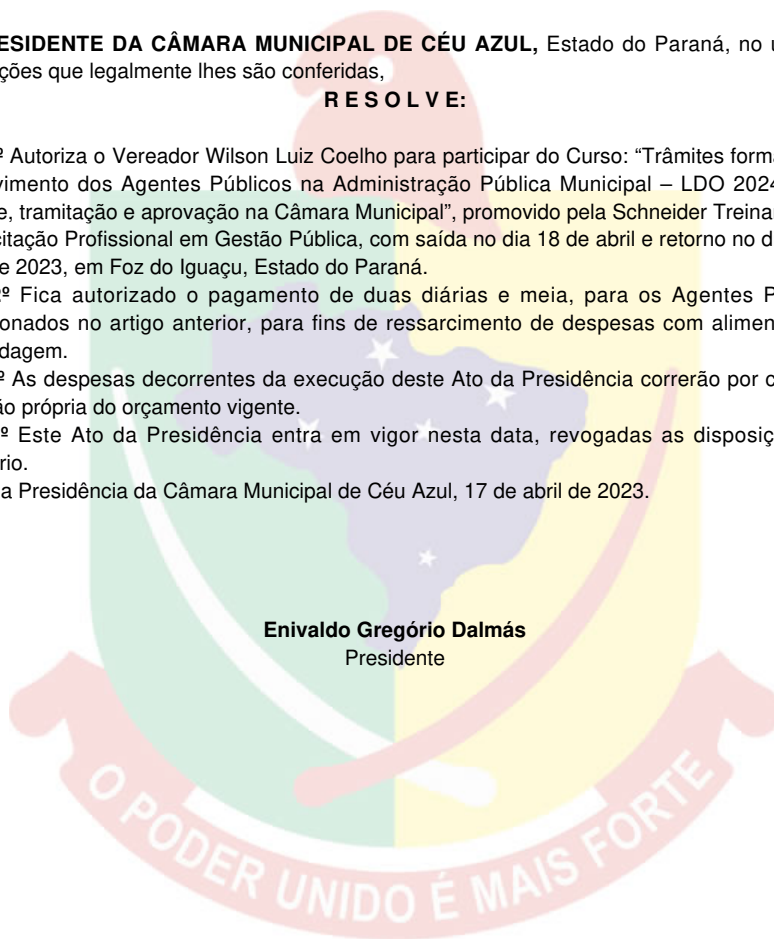 ESIDENTE DA CÂMARA MUNICIPAL DE CÉU AZUL, Estado do Paraná, no u
ções que legalmente lhes são conferidas,
R E S O L V E:
º Autoriza o Vereador Wilson Luiz Coelho para participar do Curso: “Trâmites forma
vimento dos Agentes Públicos na Administração Pública Municipal – LDO 2024
e, tramitação e aprovação na Câmara Municipal”, promovido pela Schneider Treina
citação Profissional em Gestão Pública, com saída no dia 18 de abril e retorno no d
e 2023, em Foz do Iguaçu, Estado do Paraná.
2º Fica autorizado o pagamento de duas diárias e meia, para os Agentes P
onados no artigo anterior, para fins de ressarcimento de despesas com alimen
dagem.
º As despesas decorrentes da execução deste Ato da Presidência correrão por c
ão própria do orçamento vigente.
º Este Ato da Presidência entra em vigor nesta data, revogadas as disposiç
rio.
a Presidência da Câmara Municipal de Céu Azul, 17 de abril de 2023.
Enivaldo Gregório Dalmás
Presidente
O PODER UNIDO É MAIS FORTE